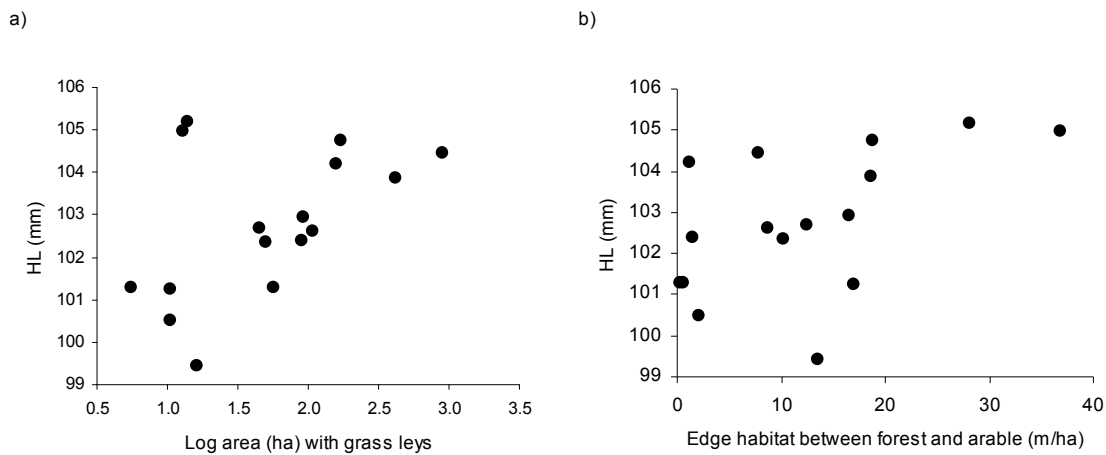 a)
106
105
104
103
102
101
100
99
HL (mm)
0.5 1.0 1.5 2.0 2.5 3.0 3.5
Log area (ha) with grass leys
b)
106
105
104
103
102
101
100
99
HL (mm)
0 10 20 30 40
Edge habitat between forest and arable (m/ha)